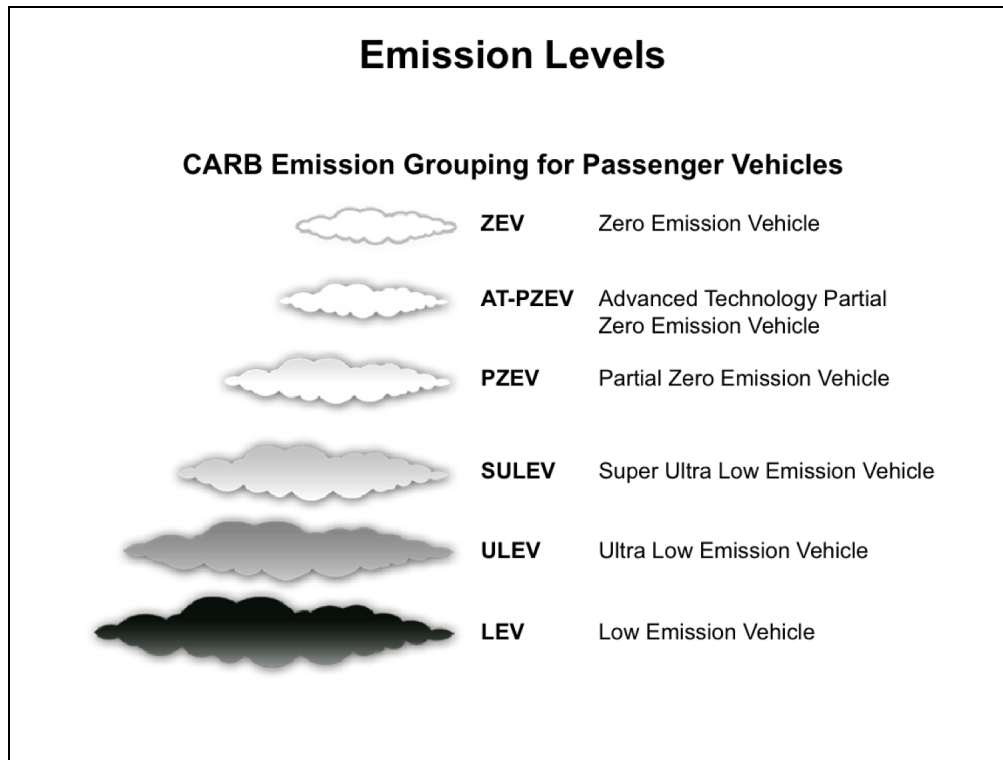 Emission Levels
CARB Emission Grouping for Passenger Vehicles
ZEV Zero Emission Vehicle
AT-PZEV Advanced Technology Partial
Zero Emission Vehicle
PZEV Partial Zero Emission Vehicle
SULEV Super Ultra Low Emission Vehicle
ULEV Ultra Low Emission Vehicle
LEV Low Emission Vehicle